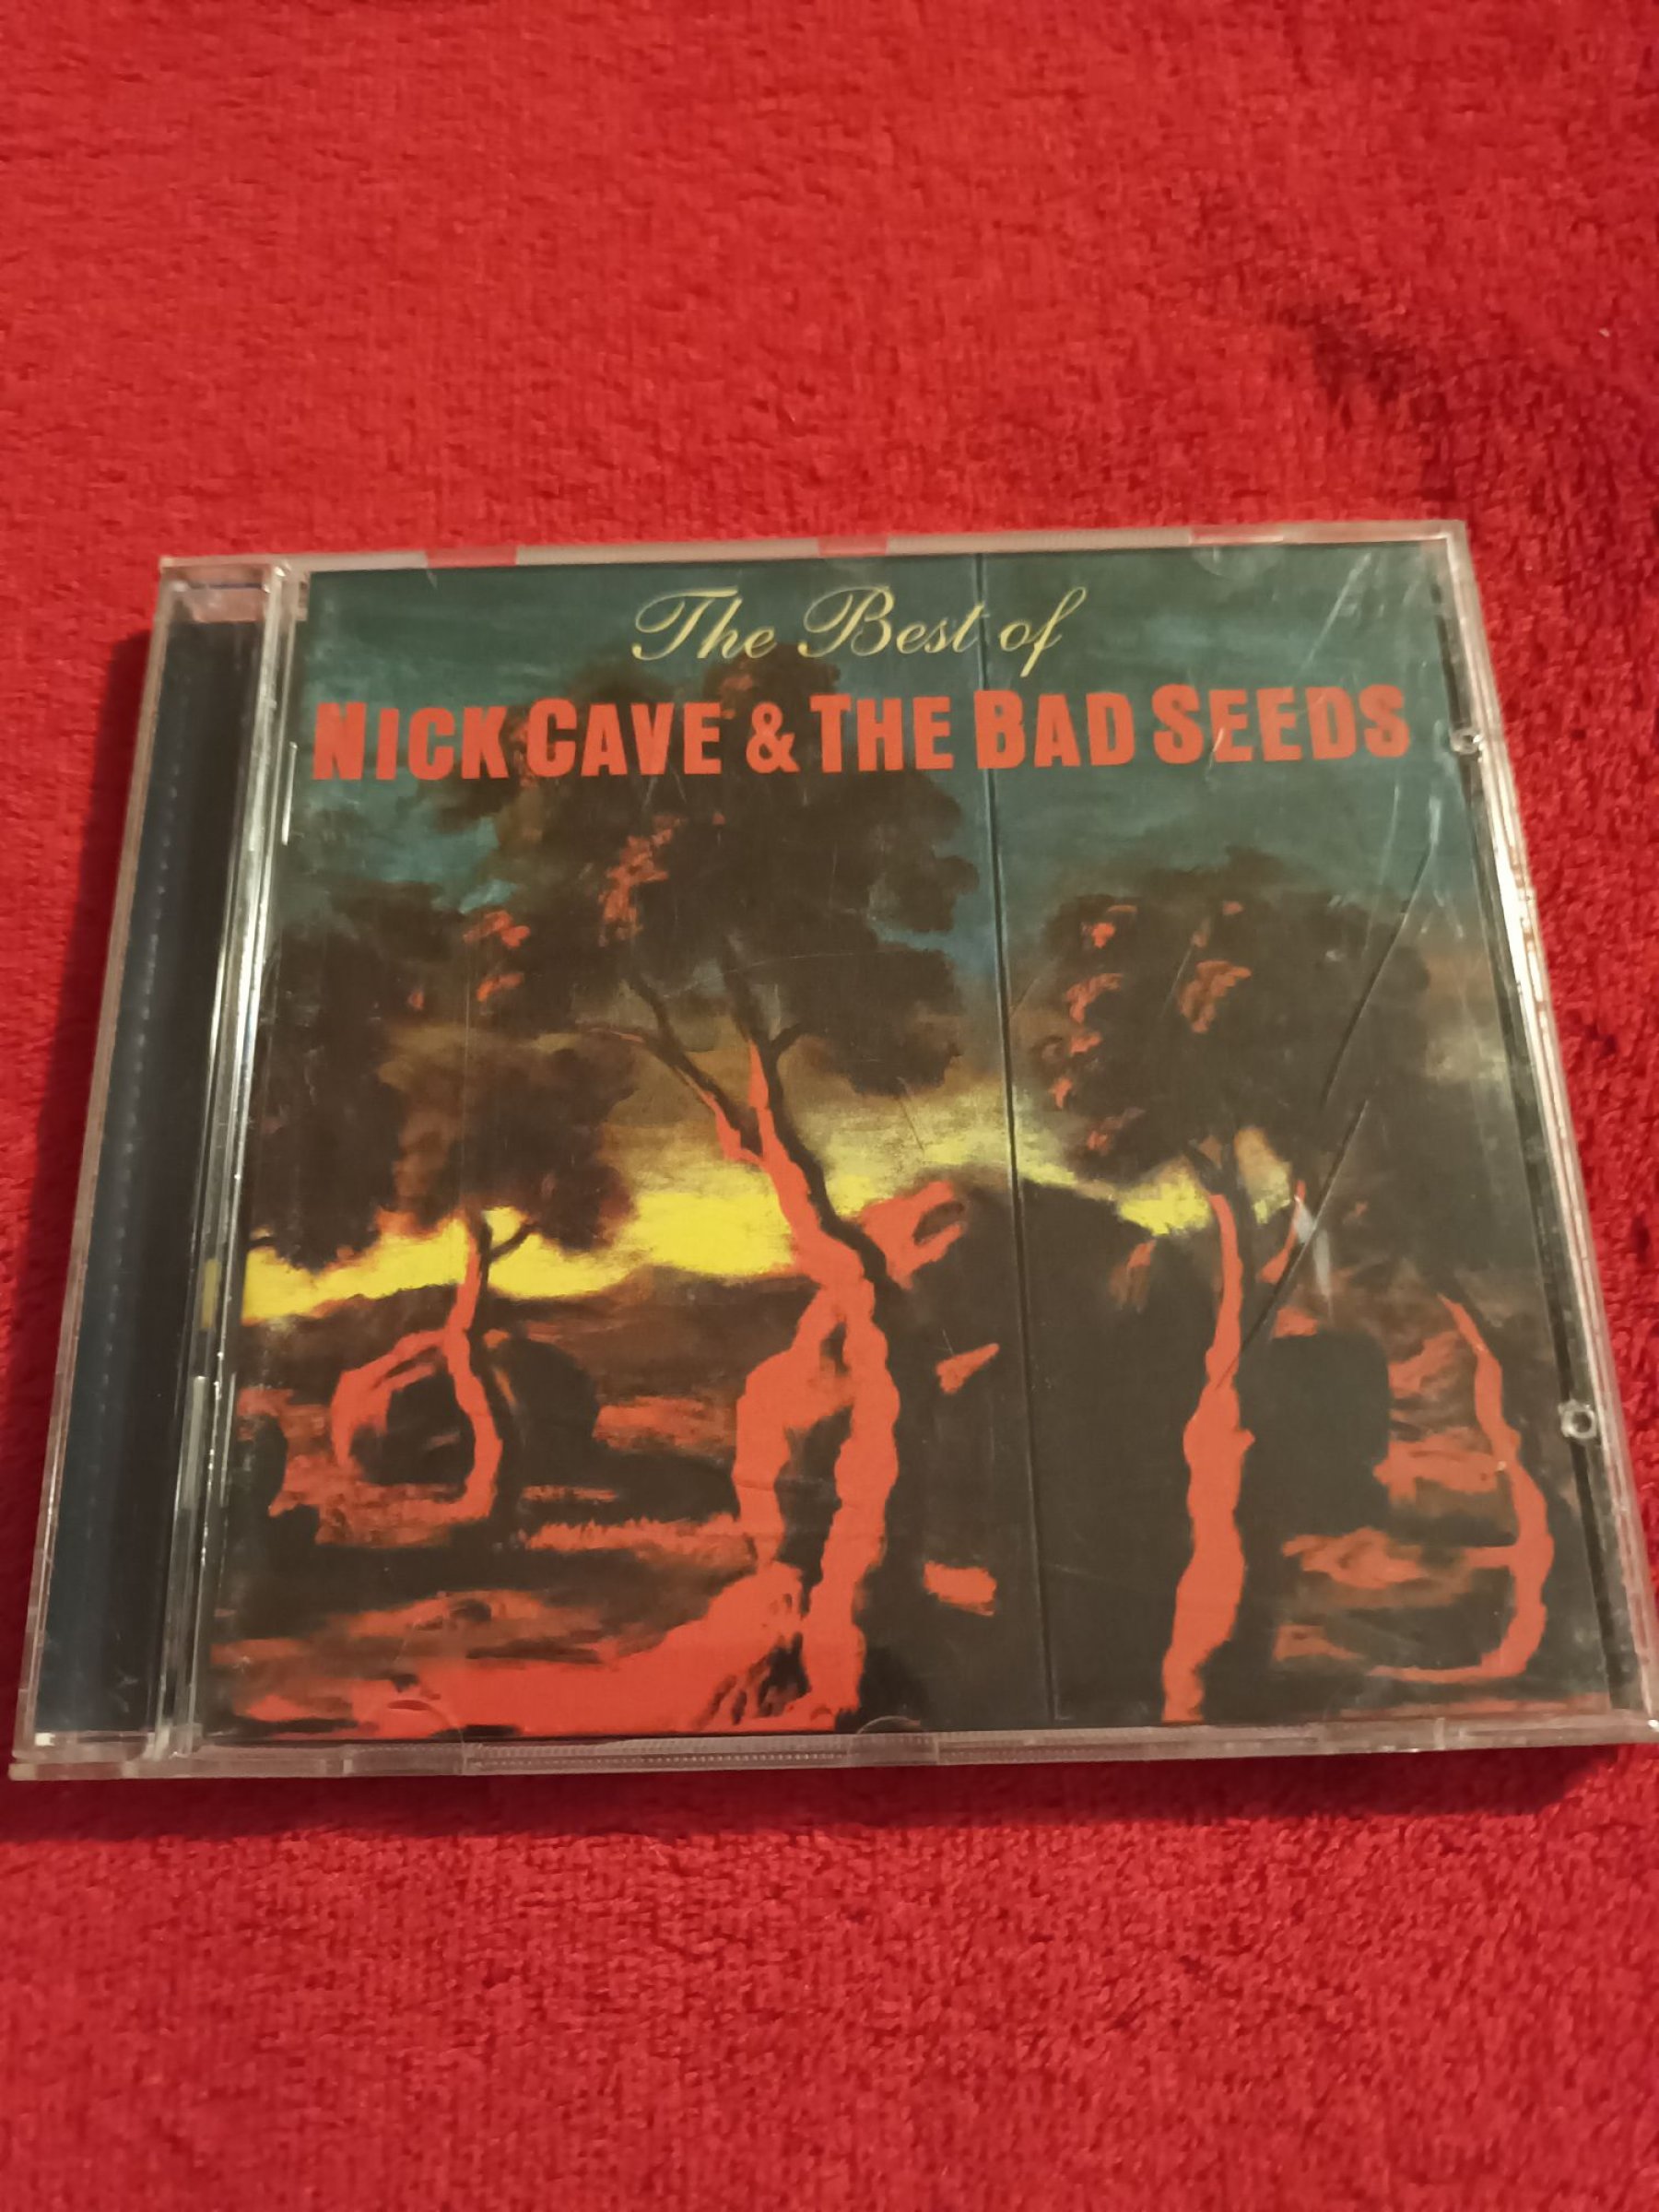 The Best of
NICK CAVE & THE BAD SEEDS